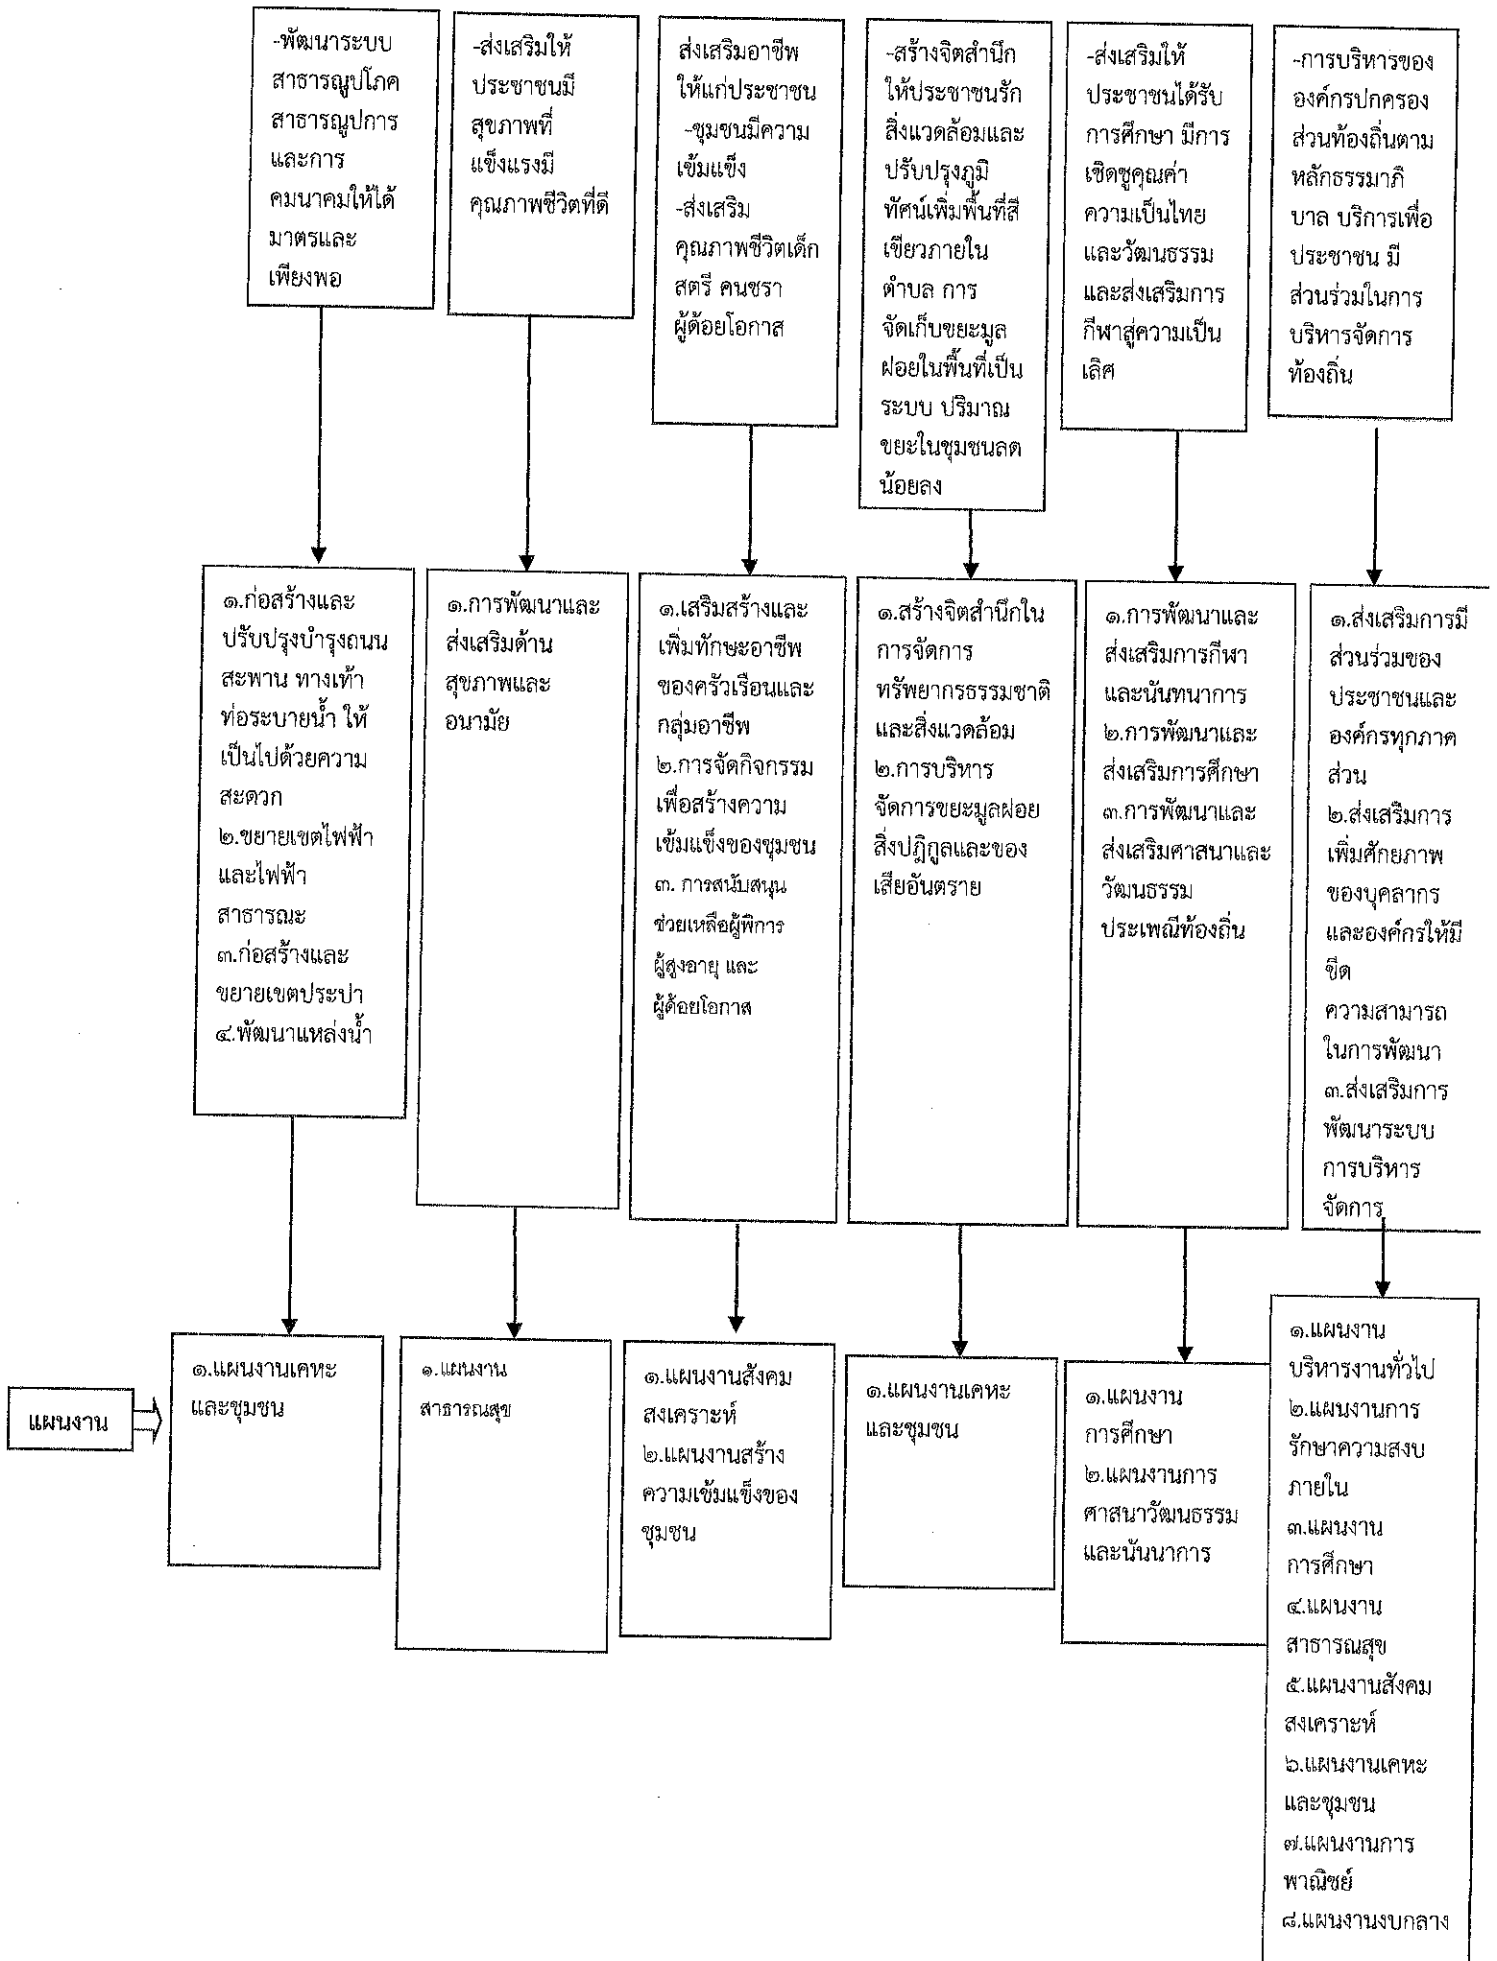 -พัฒนาระบบ
สาธารณูปโภค
สาธารณูปการ
และการ
คมนาคมให้ได้
มาตรและ
เพียงพอ
-ส่งเสริมให้
ประชาชนมี
สุขภาพที่
แข็งแรงมี
คุณภาพชีวิตที่ดี
ส่งเสริมอาชีพ
ให้แก่ประชาชน
-ชุมชนมีความ
เข้มแข็ง
-ส่งเสริม
คุณภาพชีวิตเด็ก
สตรี คนชรา
ผู้ด้อยโอกาส
-สร้างจิตสำนึก
ให้ประชาชนรัก
สิ่งแวดล้อมและ
ปรับปรุงภูมิ
ทัศน์เพิ่มพื้นที่สี
เขียวภายใน
ตำบล การ
จัดเก็บขยะมูล
ฝอยในพื้นที่เป็น
ระบบ ปริมาณ
ขยะในชุมชนลด
น้อยลง
-ส่งเสริมให้
ประชาชนได้รับ
การศึกษา มีการ
เชิดชูคุณค่า
ความเป็นไทย
และวัฒนธรรม
และส่งเสริมการ
กีฬาสู่ความเป็น
เลิศ
-การบริหารของ
องค์กรปกครอง
ส่วนท้องถิ่นตาม
หลักธรรมาภิ
บาล บริการเพื่อ
ประชาชน มี
ส่วนร่วมในการ
บริหารจัดการ
ท้องถิ่น
๑.ก่อสร้างและ
ปรับปรุงบำรุงถนน
สะพาน ทางเท้า
ท่อระบายน้ำ ให้
เป็นไปด้วยความ
สะดวก
๒.ขยายเขตไฟฟ้า
และไฟฟ้า
สาธารณะ
๓.ก่อสร้างและ
ขยายเขตประปา
๔.พัฒนาแหล่งน้ำ
๑.การพัฒนาและ
ส่งเสริมด้าน
สุขภาพและ
อนามัย
๑.เสริมสร้างและ
เพิ่มทักษะอาชีพ
ของครัวเรือนและ
กลุ่มอาชีพ
๒.การจัดกิจกรรม
เพื่อสร้างความ
เข้มแข็งของชุมชน
๓. การสนับสนุน
ช่วยเหลือผู้พิการ
ผู้สูงอายุ และ
ผู้ด้อยโอกาส
๑.สร้างจิตสำนึกใน
การจัดการ
ทรัพยากรธรรมชาติ
และสิ่งแวดล้อม
๒.การบริหาร
จัดการขยะมูลฝอย
สิ่งปฏิกูลและของ
เสียอันตราย
๑.การพัฒนาและ
ส่งเสริมการกีฬา
และนันทนาการ
๒.การพัฒนาและ
ส่งเสริมการศึกษา
๓.การพัฒนาและ
ส่งเสริมศาสนาและ
วัฒนธรรม
ประเพณีท้องถิ่น
๑.ส่งเสริมการมี
ส่วนร่วมของ
ประชาชนและ
องค์กรทุกภาค
ส่วน
๒.ส่งเสริมการ
เพิ่มศักยภาพ
ของบุคลากร
และองค์กรให้มี
ขีด
ความสามารถ
ในการพัฒนา
๓.ส่งเสริมการ
พัฒนาระบบ
การบริหาร
จัดการ
แผนงาน
๑.แผนงานเคหะ
และชุมชน
๑.แผนงาน
สาธารณสุข
๑.แผนงานสังคม
สงเคราะห์
๒.แผนงานสร้าง
ความเข้มแข็งของ
ชุมชน
๑.แผนงานเคหะ
และชุมชน
๑.แผนงาน
การศึกษา
๒.แผนงานการ
ศาสนาวัฒนธรรม
และนันนาการ
๑.แผนงาน
บริหารงานทั่วไป
๒.แผนงานการ
รักษาความสงบ
ภายใน
๓.แผนงาน
การศึกษา
๔.แผนงาน
สาธารณสุข
๕.แผนงานสังคม
สงเคราะห์
๖.แผนงานเคหะ
และชุมชน
๗.แผนงานการ
พาณิชย์
๘.แผนงานงบกลาง